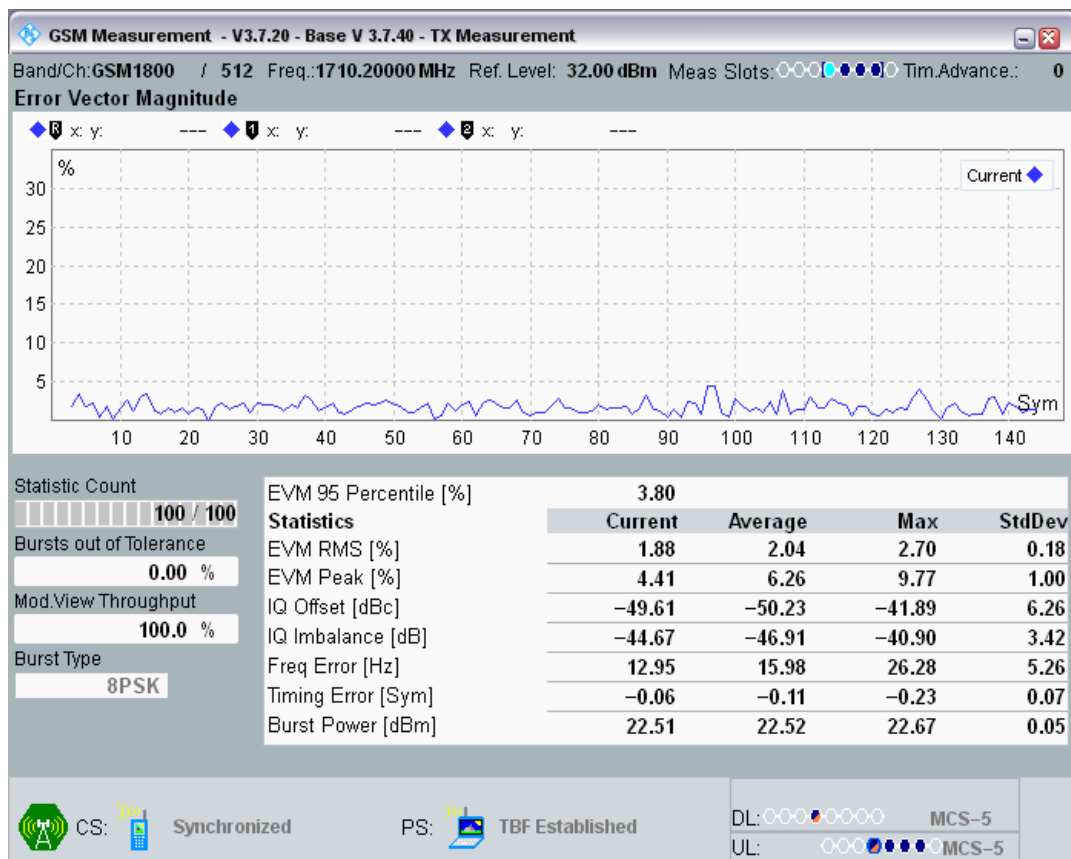 GSM Measurement - V3.7.20 - Base V 3.7.40 - TX Measurement
Band/Ch:GSM1800 / 512 Freq.:1710.20000 MHz Ref. Level: 32.00 dBm Meas Slots: Tim.Advance.: 0
Error Vector Magnitude
R x: y: --- 1 x: y: --- 2 x: y: ---
%
Current
30
25
20
15
10
5
Sym
10 20 30 40 50 60 70 80 90 100 110 120 130 140
Statistic Count
100 / 100
Bursts out of Tolerance
0.00 %
Mod.View Throughput
100.0 %
Burst Type
8PSK
EVM 95 Percentile [%] 3.80
Statistics Current Average Max StdDev
EVM RMS [%] 1.88 2.04 2.70 0.18
EVM Peak [%] 4.41 6.26 9.77 1.00
IQ Offset [dBc] −49.61 −50.23 −41.89 6.26
IQ Imbalance [dB] −44.67 −46.91 −40.90 3.42
Freq Error [Hz] 12.95 15.98 26.28 5.26
Timing Error [Sym] −0.06 −0.11 −0.23 0.07
Burst Power [dBm] 22.51 22.52 22.67 0.05
CS: Synchronized PS: TBF Established
DL: MCS−5
UL: MCS−5